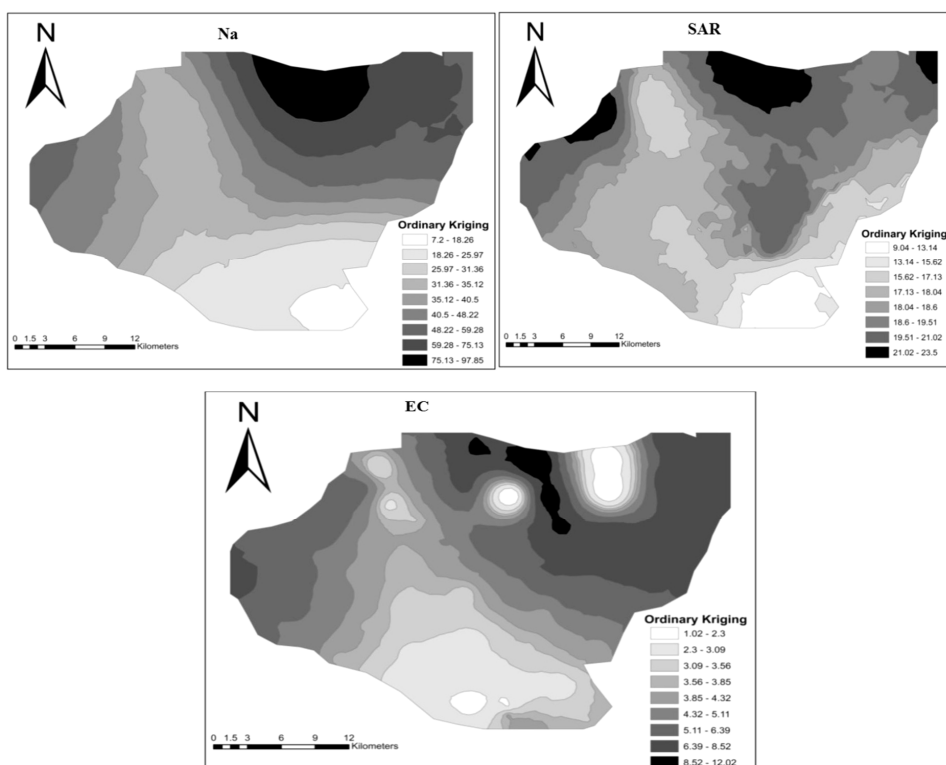 N
Na
Ordinary Kriging
7.2 - 18.26
18.26 - 25.97
25.97 - 31.36
31.36 - 35.12
35.12 - 40.5
40.5 - 48.22
48.22 - 59.28
59.28 - 75.13
75.13 - 97.85
0 1.5 3 6 9 12
Kilometers
N
SAR
Ordinary Kriging
9.04 - 13.14
13.14 - 15.62
15.62 - 17.13
17.13 - 18.04
18.04 - 18.6
18.6 - 19.51
19.51 - 21.02
21.02 - 23.5
0 1.5 3 6 9 12
Kilometers
N
EC
Ordinary Kriging
1.02 - 2.3
2.3 - 3.09
3.09 - 3.56
3.56 - 3.85
3.85 - 4.32
4.32 - 5.11
5.11 - 6.39
6.39 - 8.52
8.52 - 12.02
0 1.5 3 6 9 12
Kilometers